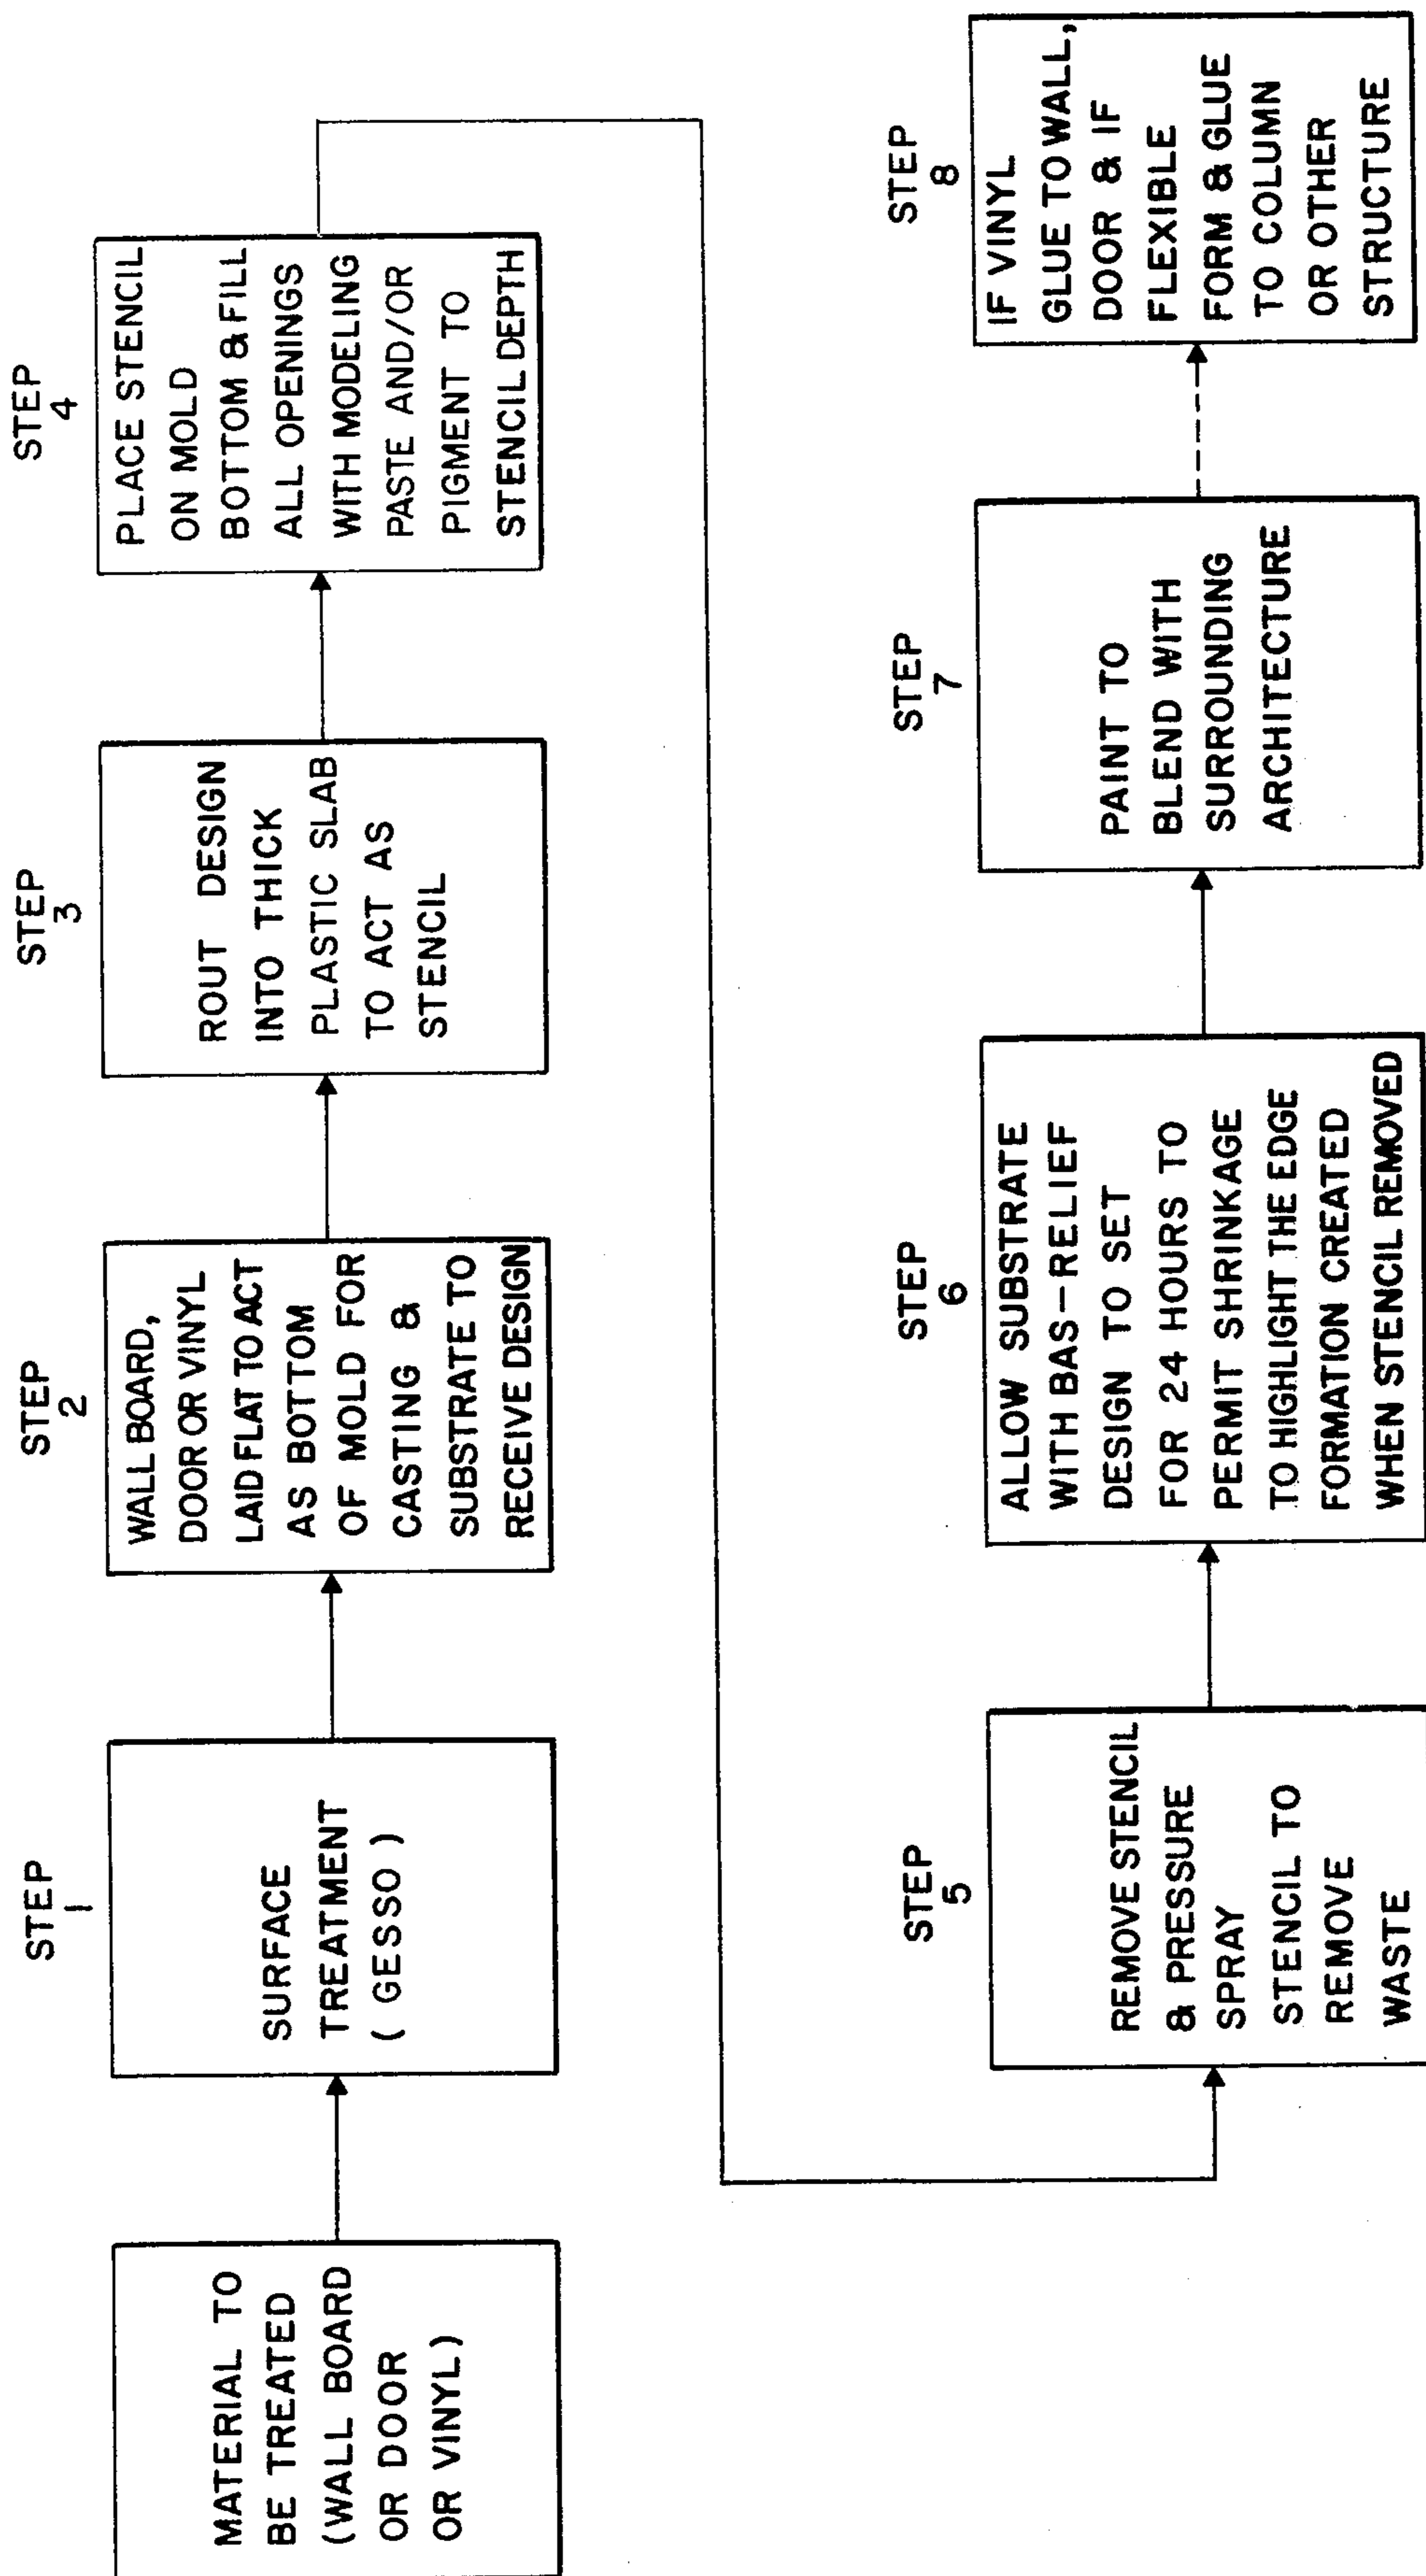 MATERIAL TO
BE TREATED
(WALL BOARD
OR DOOR
OR VINYL)
STEP
1
SURFACE
TREATMENT
( GESSO )
STEP
2
WALL BOARD,
DOOR OR VINYL
LAID FLAT TO ACT
AS BOTTOM
OF MOLD FOR
CASTING &
SUBSTRATE TO
RECEIVE DESIGN
STEP
3
ROUT DESIGN
INTO THICK
PLASTIC SLAB
TO ACT AS
STENCIL
STEP
4
PLACE STENCIL
ON MOLD
BOTTOM & FILL
ALL OPENINGS
WITH MODELING
PASTE AND/OR
PIGMENT TO
STENCIL DEPTH
STEP
5
REMOVE STENCIL
& PRESSURE
SPRAY
STENCIL TO
REMOVE
WASTE
STEP
6
ALLOW SUBSTRATE
WITH BAS-RELIEF
DESIGN TO SET
FOR 24 HOURS TO
PERMIT SHRINKAGE
TO HIGHLIGHT THE EDGE
FORMATION CREATED
WHEN STENCIL REMOVED
STEP
7
PAINT TO
BLEND WITH
SURROUNDING
ARCHITECTURE
STEP
8
IF VINYL
GLUE TO WALL,
DOOR & IF
FLEXIBLE
FORM & GLUE
TO COLUMN
OR OTHER
STRUCTURE